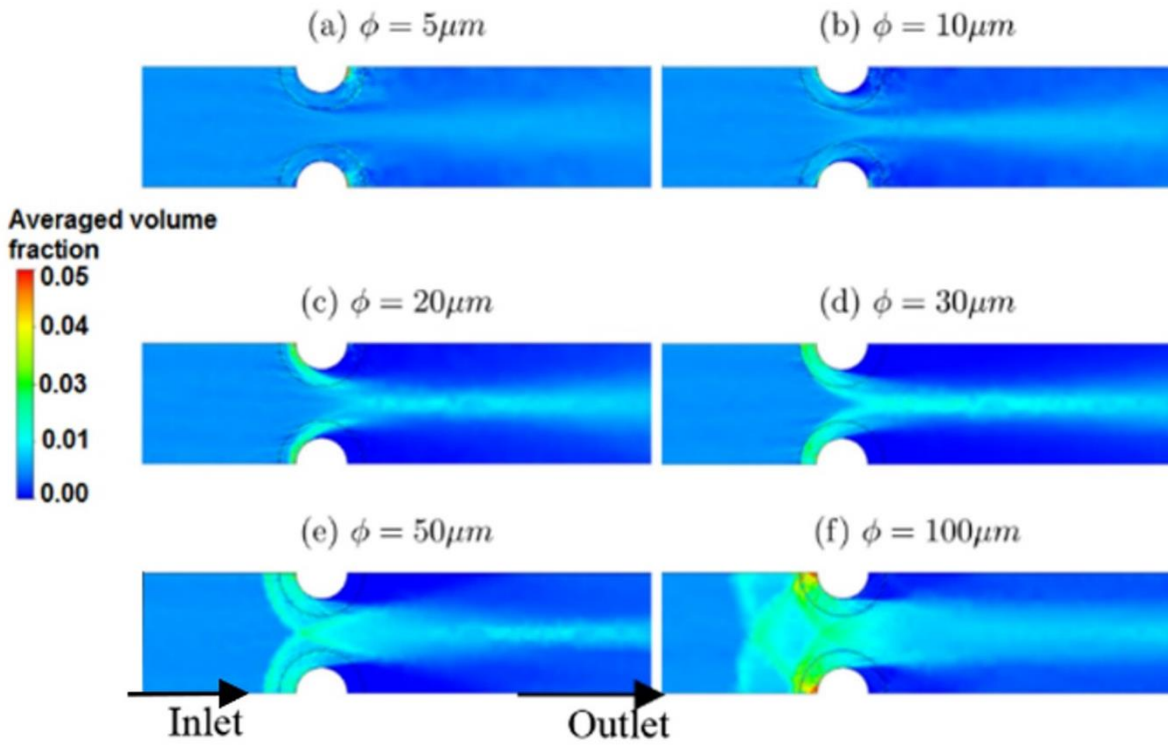 (a) ϕ = 5μm
(b) ϕ = 10μm
Averaged volume
fraction
0.05
0.04
0.03
0.01
0.00
(c) ϕ = 20μm
(d) ϕ = 30μm
(e) ϕ = 50μm
(f) ϕ = 100μm
Inlet
Outlet